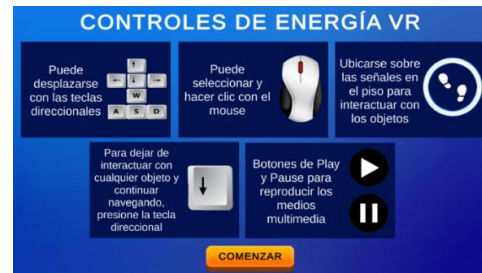 CONTROLES DE ENERGÍA VR
Puede
desplazarse
con las teclas
direccionales
W
A S D
Puede
seleccionar y
hacer clic con el
mouse
Ubicarse sobre
las señales en
el piso para
interactuar con
los objetos
Para dejar de
interactuar con
cualquier objeto y
continuar
navegando,
presione la tecla
direccional
Botones de Play
y Pause para
reproducir los
medios
multimedia
COMENZAR